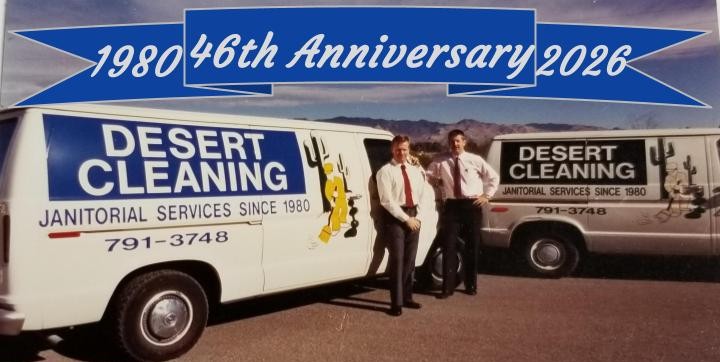 1980 46th Anniversary 2026
DESERT
CLEANING
JANITORIAL SERVICES SINCE 1980
791-3748
DESERT
CLEANING
JANITORIAL SERVICES SINCE 1980
791-3748